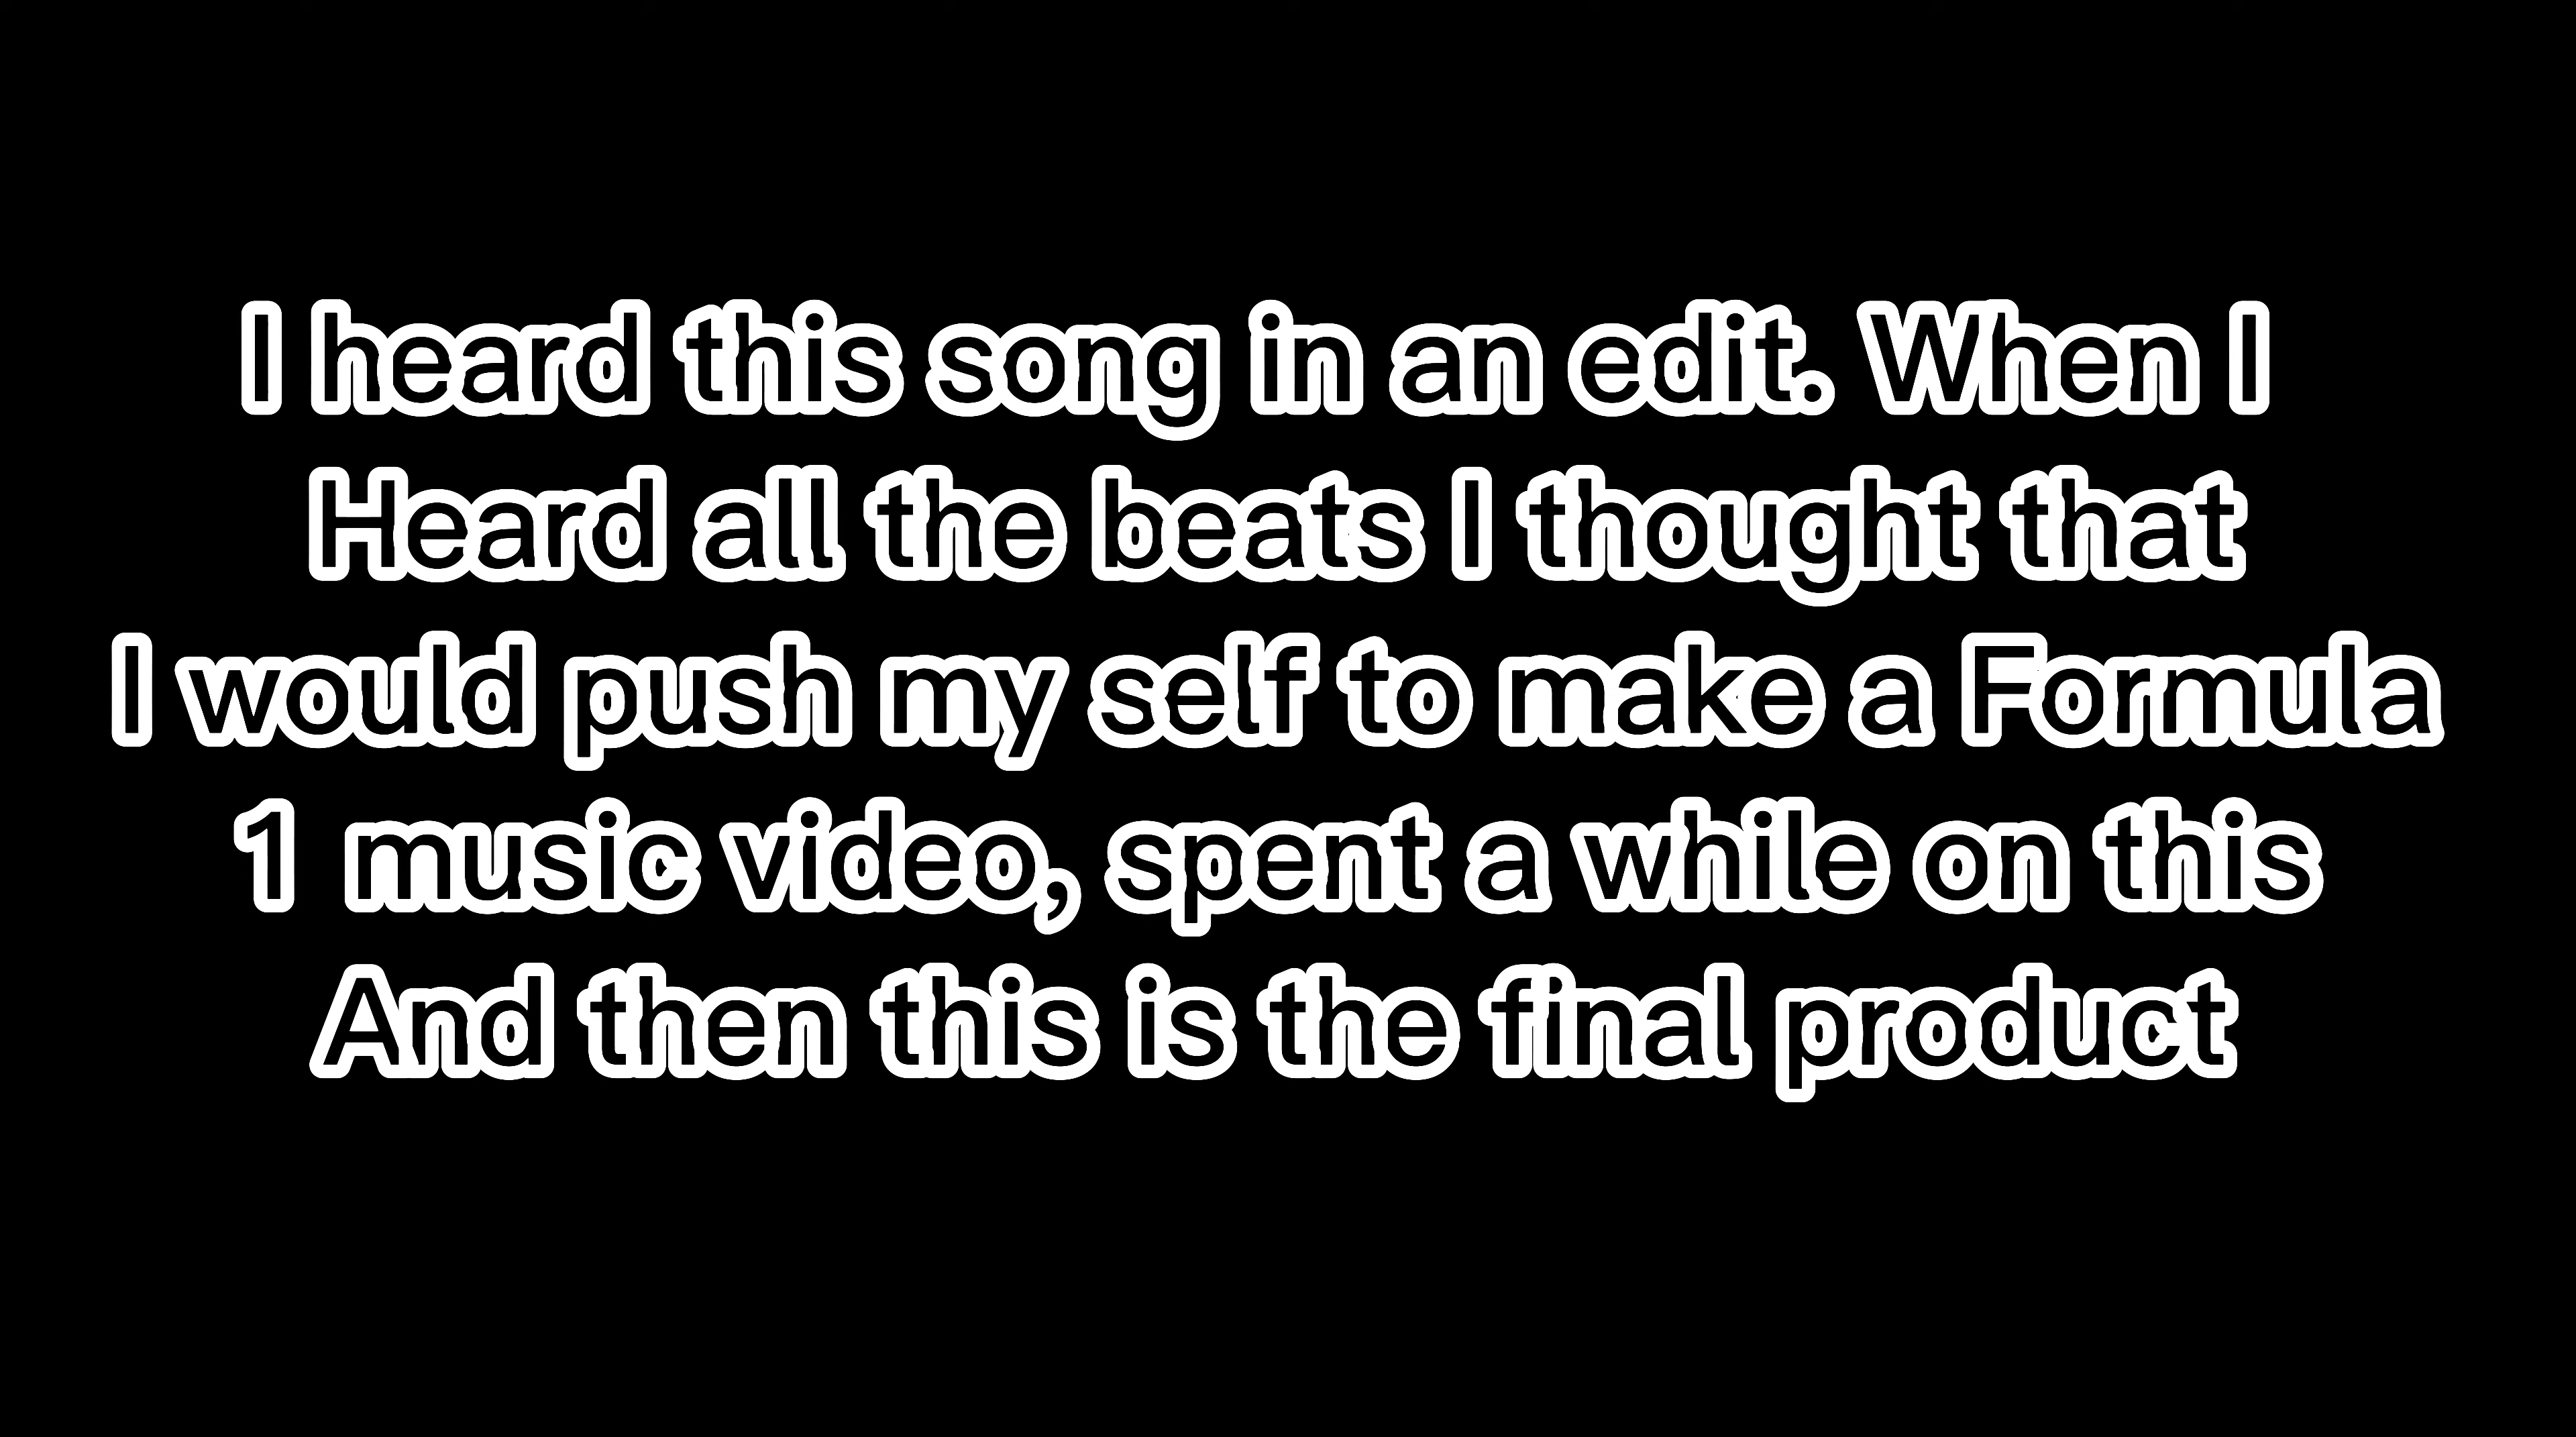 I heard this song in an edit. When I
Heard all the beats I thought that
I would push my self to make a Formula
1 music video, spent a while on this
And then this is the final product